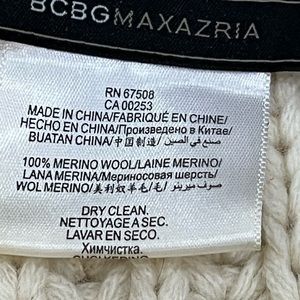 BCBGMAXAZRIA
RN 67508
CA 00253
MADE IN CHINA/FABRIQUÉ EN CHINE/
HECHO EN CHINA/Произведено в Китае/
BUATAN CHINA/中国制造/صنع في الصين/
100% MERINO WOOL/LAINE MERINO/
LANA MERINA/Мериносовая шерсть/
WOL MERINO/美利奴羊毛/صوف ميرينو/
DRY CLEAN.
NETTOYAGE A SEC.
LAVAR EN SECO.
Химчистка.